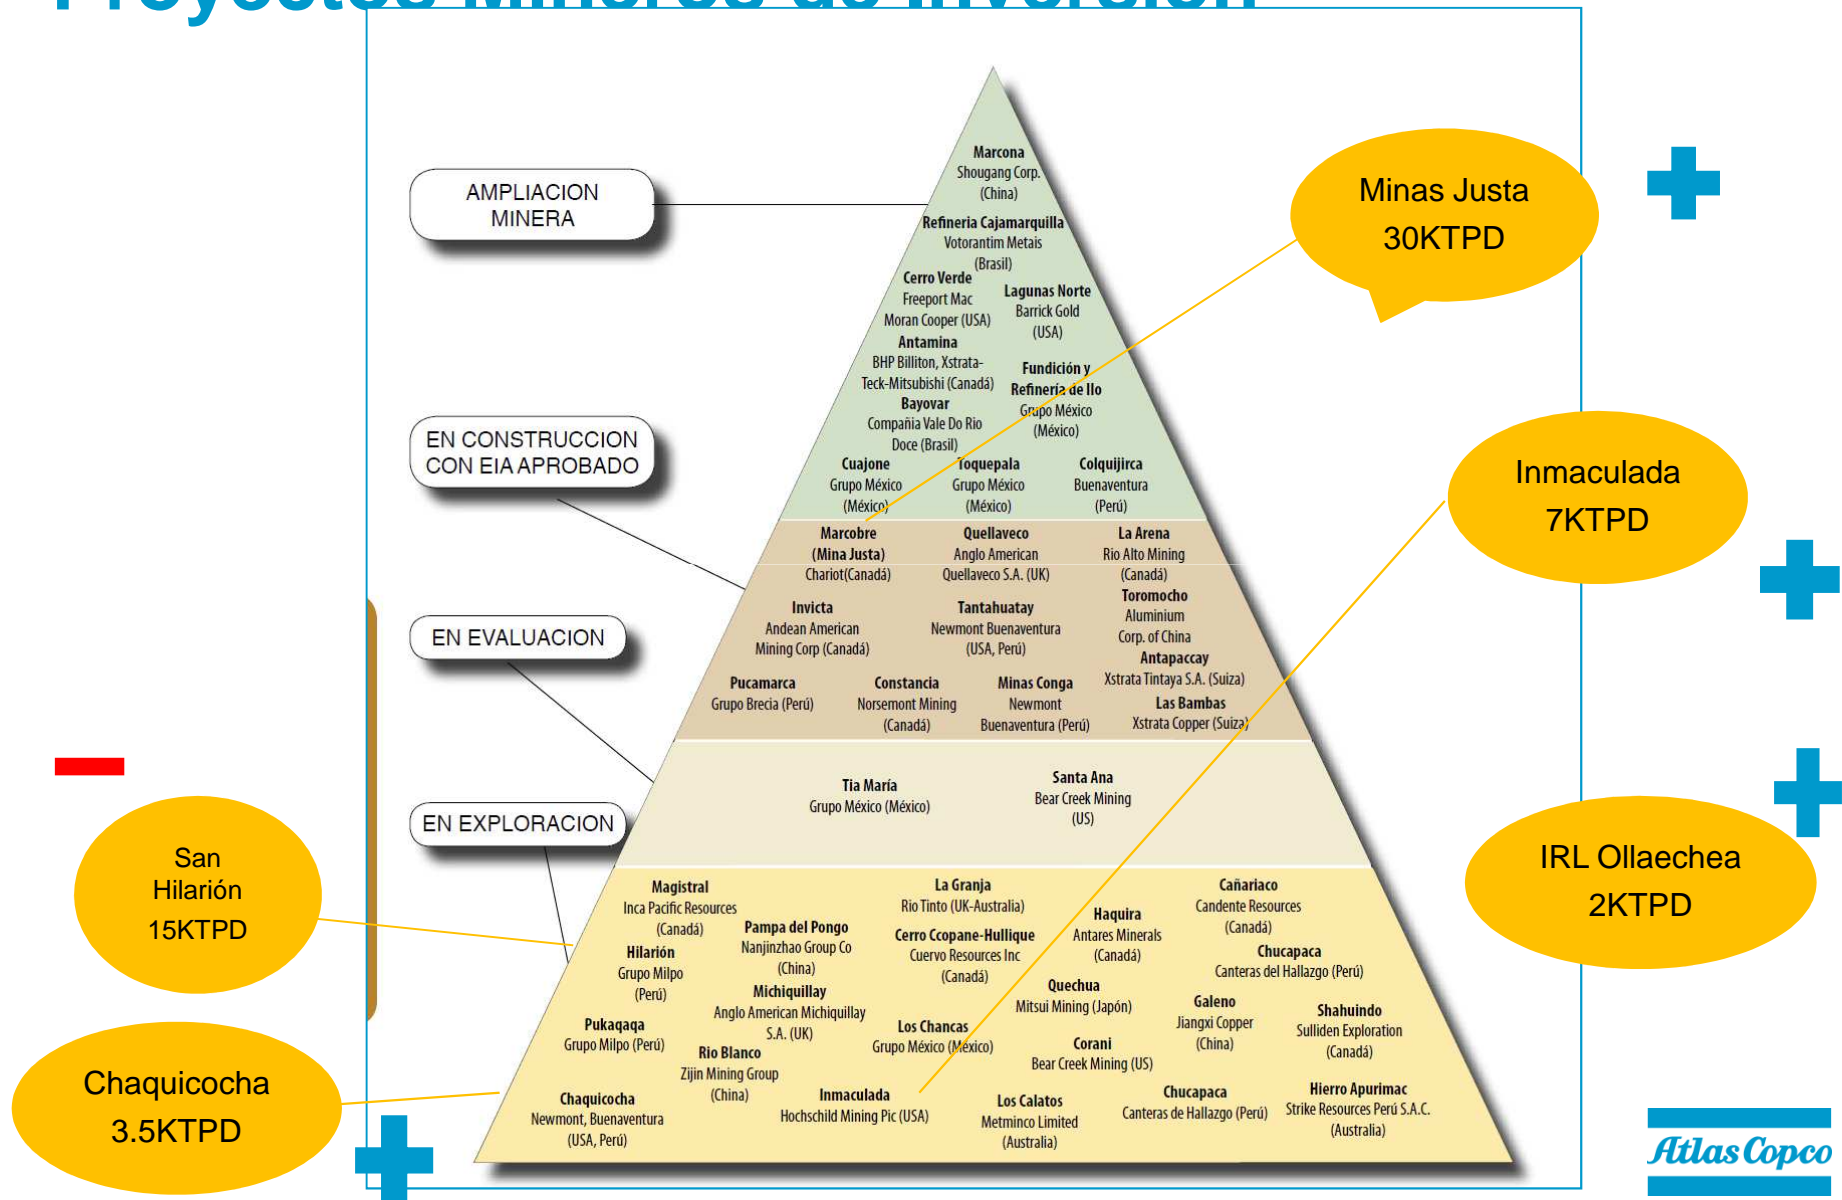 Proyectos Mineros de Inversión
AMPLIACION
MINERA
EN CONSTRUCCION
CON EIA APROBADO
EN EVALUACION
EN EXPLORACION
Marcona
Shougang Corp.
(China)
Refineria Cajamarquilla
Votorantim Metais
(Brasil)
Cerro Verde
Freeport Mac
Moran Cooper (USA)
Lagunas Norte
Barrick Gold
(USA)
Antamina
BHP Billiton, Xstrata-
Teck-Mitsubishi (Canadá)
Fundición y
Refinería de Ilo
Grupo México
(México)
Bayovar
Compañia Vale Do Rio
Doce (Brasil)
Cuajone
Grupo México
(México)
Toquepala
Grupo México
(México)
Colquijirca
Buenaventura
(Perú)
Marcobre
(Mina Justa)
Chariot(Canadá)
Quellaveco
Anglo American
Quellaveco S.A. (UK)
La Arena
Rio Alto Mining
(Canadá)
Invicta
Andean American
Mining Corp (Canadá)
Tantahuatay
Newmont Buenaventura
(USA, Perú)
Toromocho
Aluminium
Corp. of China
Antapaccay
Xstrata Tintaya S.A. (Suiza)
Pucamarca
Grupo Brecia (Perú)
Constancia
Norsemont Mining
(Canadá)
Minas Conga
Newmont
Buenaventura (Perú)
Las Bambas
Xstrata Copper (Suiza)
Tia María
Grupo México (México)
Santa Ana
Bear Creek Mining
(US)
Magistral
Inca Pacific Resources
(Canadá)
La Granja
Rio Tinto (UK-Australia)
Cañariaco
Candente Resources
(Canadá)
Pampa del Pongo
Nanjinzhao Group Co
(China)
Cerro Ccopane-Hullique
Cuervo Resources Inc
(Canadá)
Haquira
Antares Minerals
(Canadá)
Hilarión
Grupo Milpo
(Perú)
Chucapaca
Canteras del Hallazgo (Perú)
Michiquillay
Anglo American Michiquillay
S.A. (UK)
Quechua
Mitsui Mining (Japón)
Galeno
Jiangxi Copper
(China)
Shahuindo
Sulliden Exploration
(Canadá)
Pukaqaqa
Grupo Milpo (Perú)
Los Chancas
Grupo México (México)
Rio Blanco
Zijin Mining Group
(China)
Corani
Bear Creek Mining (US)
Chaquicocha
Newmont, Buenaventura
(USA, Perú)
Inmaculada
Hochschild Mining Pic (USA)
Los Calatos
Metminco Limited
(Australia)
Chucapaca
Canteras de Hallazgo (Perú)
Hierro Apurimac
Strike Resources Perú S.A.C.
(Australia)
Minas Justa
30KTPD
Inmaculada
7KTPD
IRL Ollaechea
2KTPD
San
Hilarión
15KTPD
Chaquicocha
3.5KTPD
Atlas Copco